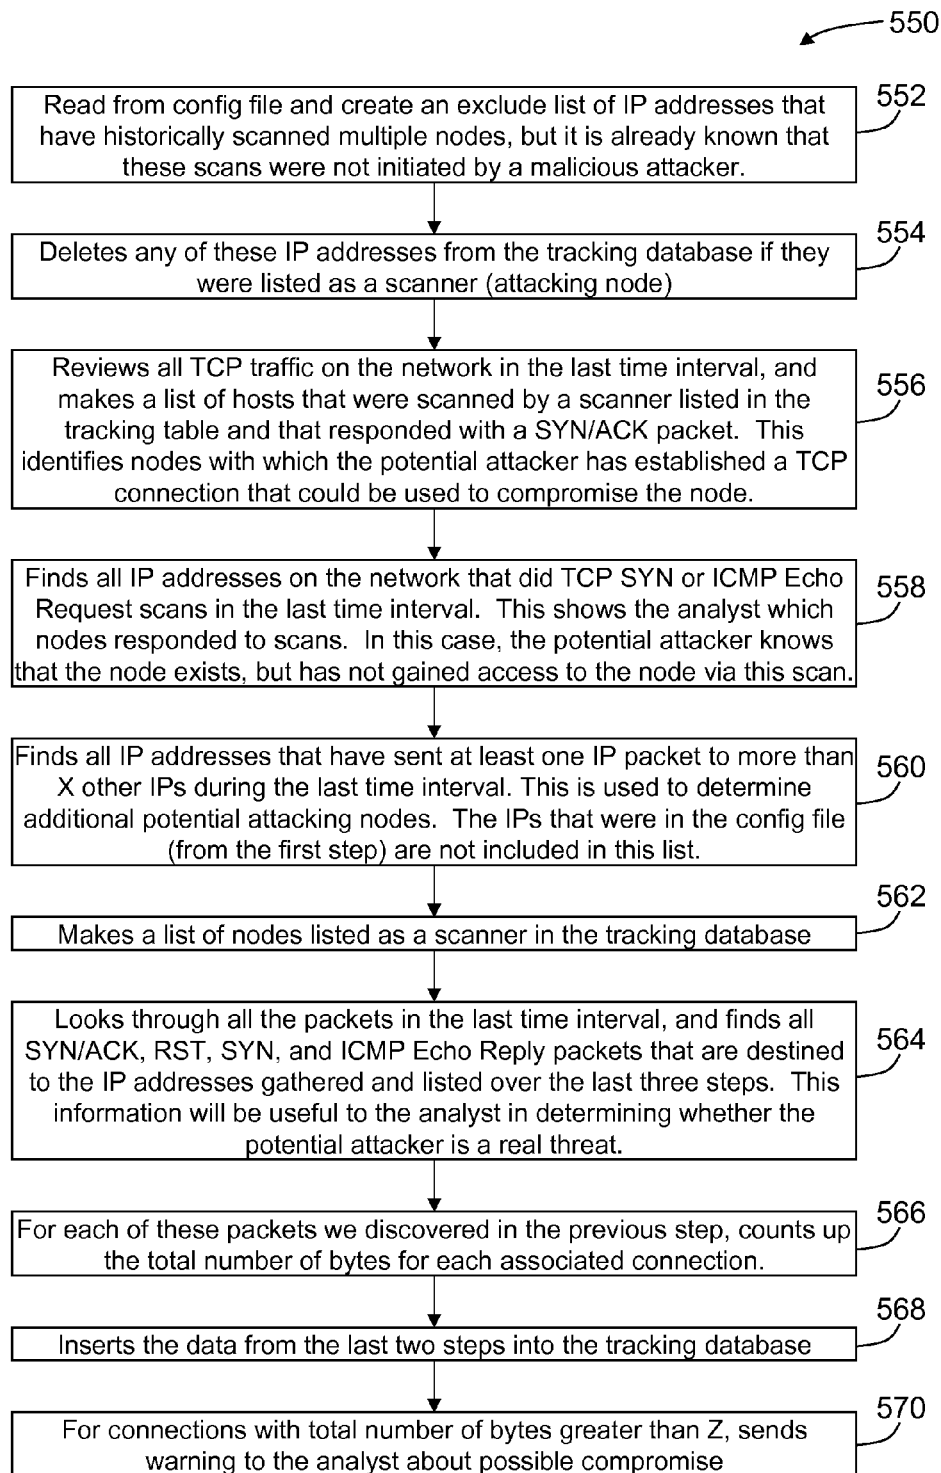 550
552
Read from config file and create an exclude list of IP addresses that
have historically scanned multiple nodes, but it is already known that
these scans were not initiated by a malicious attacker.
554
Deletes any of these IP addresses from the tracking database if they
were listed as a scanner (attacking node)
556
Reviews all TCP traffic on the network in the last time interval, and
makes a list of hosts that were scanned by a scanner listed in the
tracking table and that responded with a SYN/ACK packet. This
identifies nodes with which the potential attacker has established a TCP
connection that could be used to compromise the node.
558
Finds all IP addresses on the network that did TCP SYN or ICMP Echo
Request scans in the last time interval. This shows the analyst which
nodes responded to scans. In this case, the potential attacker knows
that the node exists, but has not gained access to the node via this scan.
560
Finds all IP addresses that have sent at least one IP packet to more than
X other IPs during the last time interval. This is used to determine
additional potential attacking nodes. The IPs that were in the config file
(from the first step) are not included in this list.
562
Makes a list of nodes listed as a scanner in the tracking database
564
Looks through all the packets in the last time interval, and finds all
SYN/ACK, RST, SYN, and ICMP Echo Reply packets that are destined
to the IP addresses gathered and listed over the last three steps. This
information will be useful to the analyst in determining whether the
potential attacker is a real threat.
566
For each of these packets we discovered in the previous step, counts up
the total number of bytes for each associated connection.
568
Inserts the data from the last two steps into the tracking database
570
For connections with total number of bytes greater than Z, sends
warning to the analyst about possible compromise